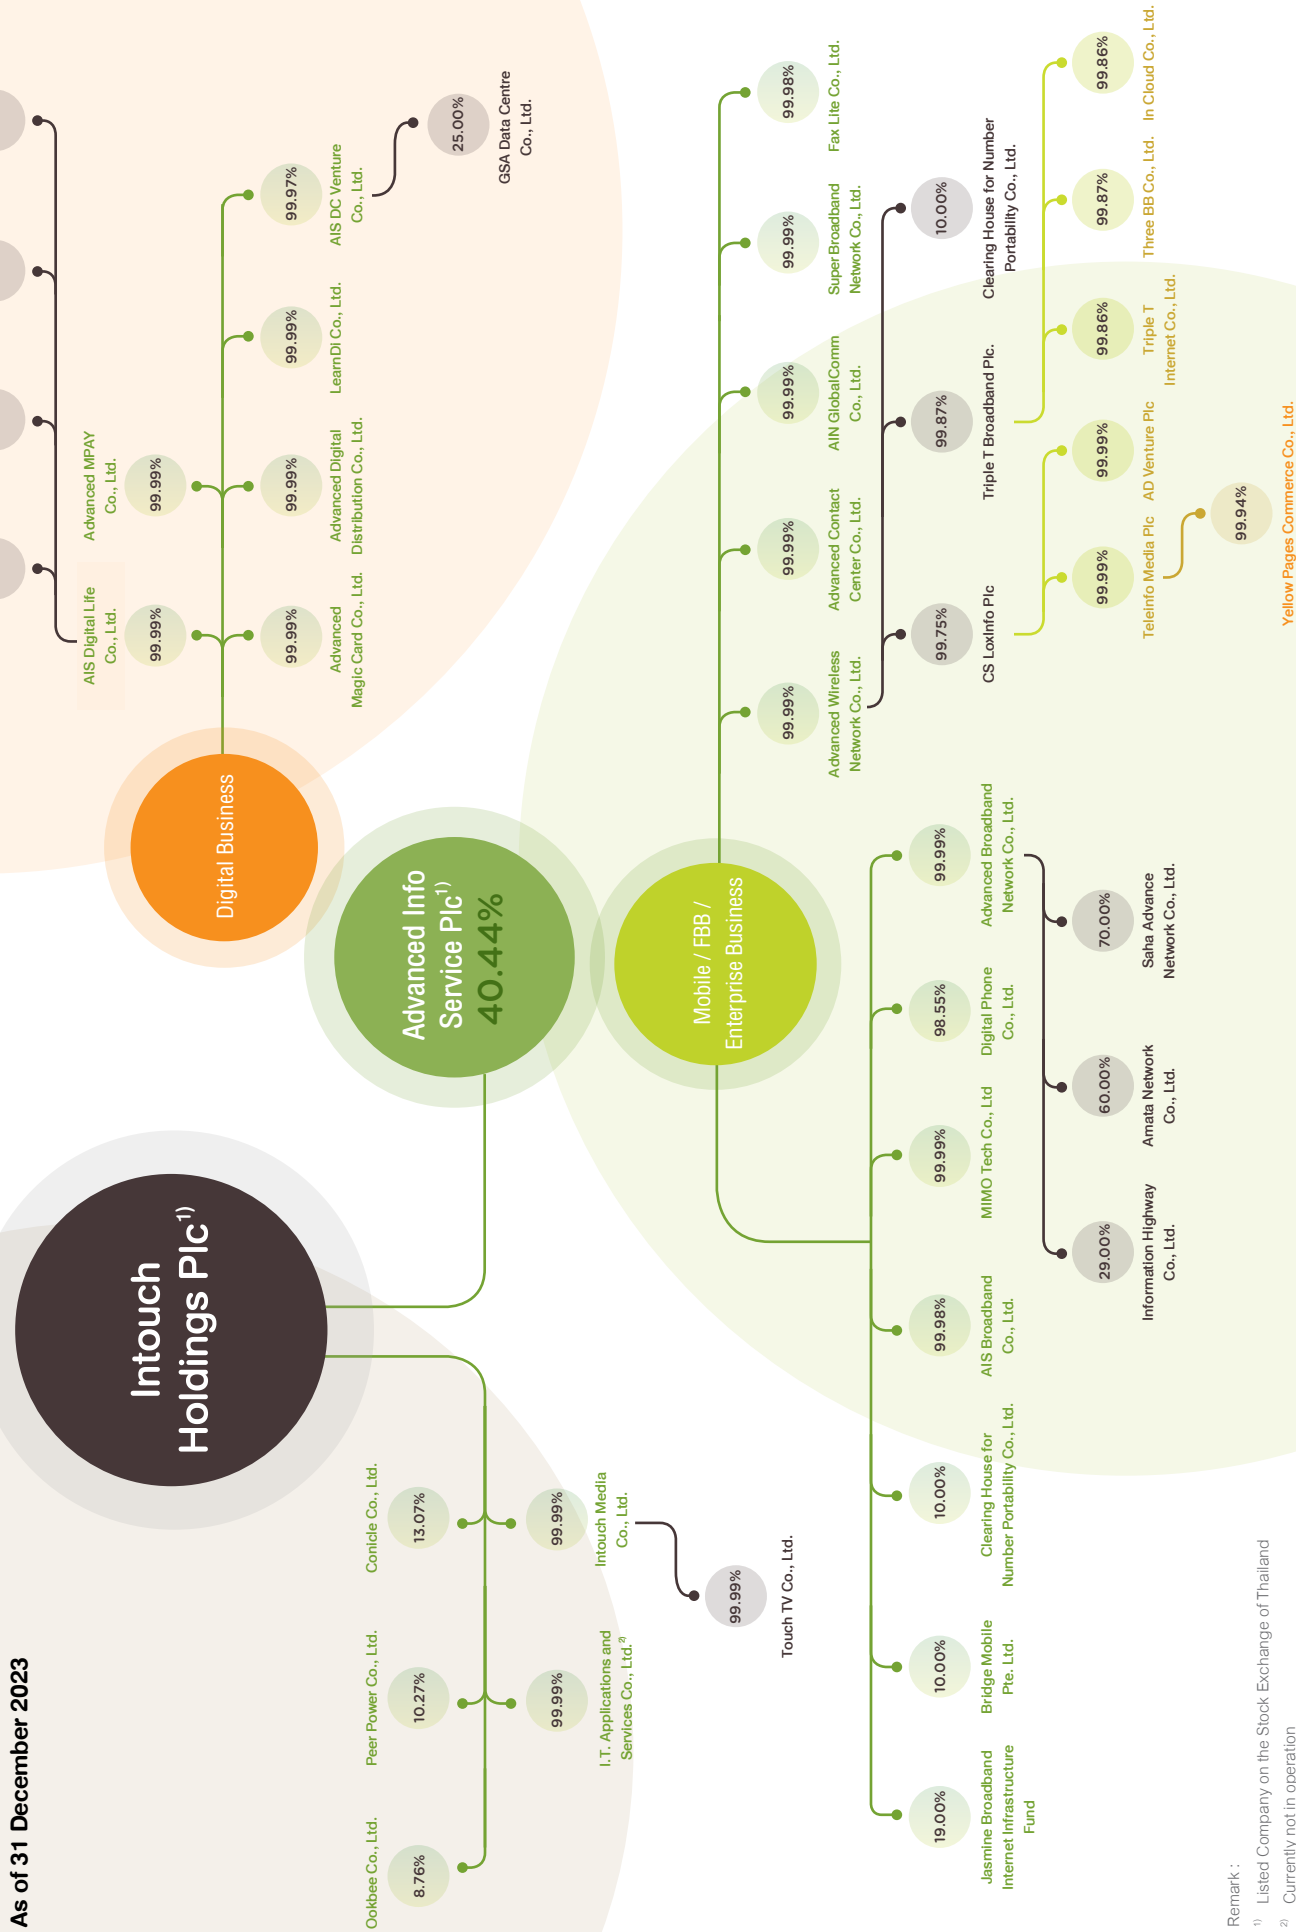 As of 31 December 2023
Intouch
Holdings Plc1)
Ookbee Co., Ltd.
8.76%
Peer Power Co., Ltd.
10.27%
Conicle Co., Ltd.
13.07%
99.99%
I.T. Applications and
Services Co., Ltd.2)
99.99%
Intouch Media
Co., Ltd.
99.99%
Touch TV Co., Ltd.
Advanced Info
Service Plc1)
40.44%
Digital Business
AIS Digital Life
Co., Ltd.
99.99%
Advanced MPAY
Co., Ltd.
99.99%
99.99%
Advanced
Magic Card Co., Ltd.
99.99%
Advanced Digital
Distribution Co., Ltd.
99.99%
LearnDi Co., Ltd.
99.97%
AIS DC Venture
Co., Ltd.
25.00%
GSA Data Centre
Co., Ltd.
Mobile / FBB /
Enterprise Business
99.99%
Advanced Wireless
Network Co., Ltd.
99.99%
Advanced Contact
Center Co., Ltd.
99.99%
AIN GlobalComm
Co., Ltd.
99.99%
Super Broadband
Network Co., Ltd.
99.98%
Fax Lite Co., Ltd.
99.75%
CS LoxInfo Plc
99.87%
Triple T Broadband Plc.
10.00%
Clearing House for Number
Portability Co., Ltd.
99.99%
Teleinfo Media Plc
99.99%
AD Venture Plc
99.86%
Triple T
Internet Co., Ltd.
99.87%
Three BB Co., Ltd.
99.86%
In Cloud Co., Ltd.
99.94%
Yellow Pages Commerce Co., Ltd.
19.00%
Jasmine Broadband
Internet Infrastructure
Fund
10.00%
Bridge Mobile
Pte. Ltd.
10.00%
Clearing House for
Number Portability Co., Ltd.
99.98%
AIS Broadband
Co., Ltd.
99.99%
MIMO Tech Co., Ltd
98.55%
Digital Phone
Co., Ltd.
99.99%
Advanced Broadband
Network Co., Ltd.
29.00%
Information Highway
Co., Ltd.
60.00%
Amata Network
Co., Ltd.
70.00%
Saha Advance
Network Co., Ltd.
Remark :
1) Listed Company on the Stock Exchange of Thailand
2) Currently not in operation